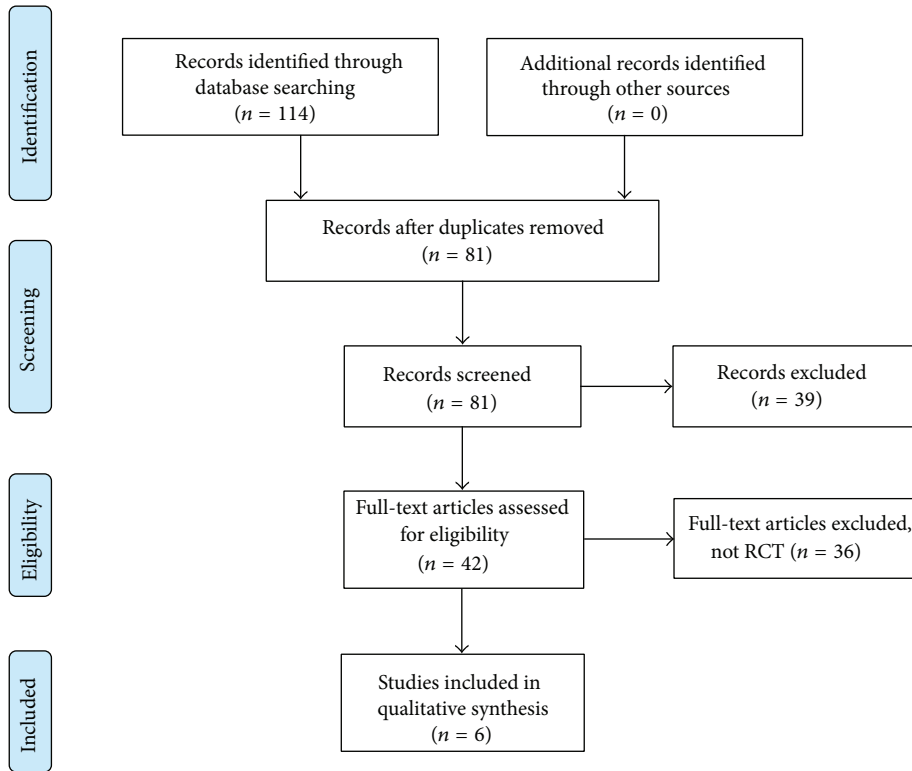 Identification
Records identified through
database searching
(n = 114)
Additional records identified
through other sources
(n = 0)
Records after duplicates removed
(n = 81)
Screening
Records screened
(n = 81)
Records excluded
(n = 39)
Eligibility
Full-text articles assessed
for eligibility
(n = 42)
Full-text articles excluded,
not RCT (n = 36)
Included
Studies included in
qualitative synthesis
(n = 6)